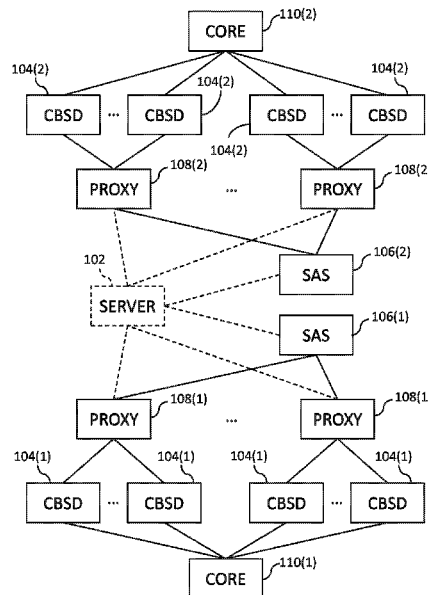 110(2)
CORE
104(2)
104(2)
CBSD ... CBSD
104(2)
CBSD ... CBSD
104(2)
108(2)
108(2
PROXY ... PROXY
102
106(2)
SAS
SERVER
106(1)
SAS
108(1)
108(1
PROXY ... PROXY
104(1) 104(1) 104(1) 104(1)
CBSD ... CBSD CBSD ... CBSD
CORE
110(1)